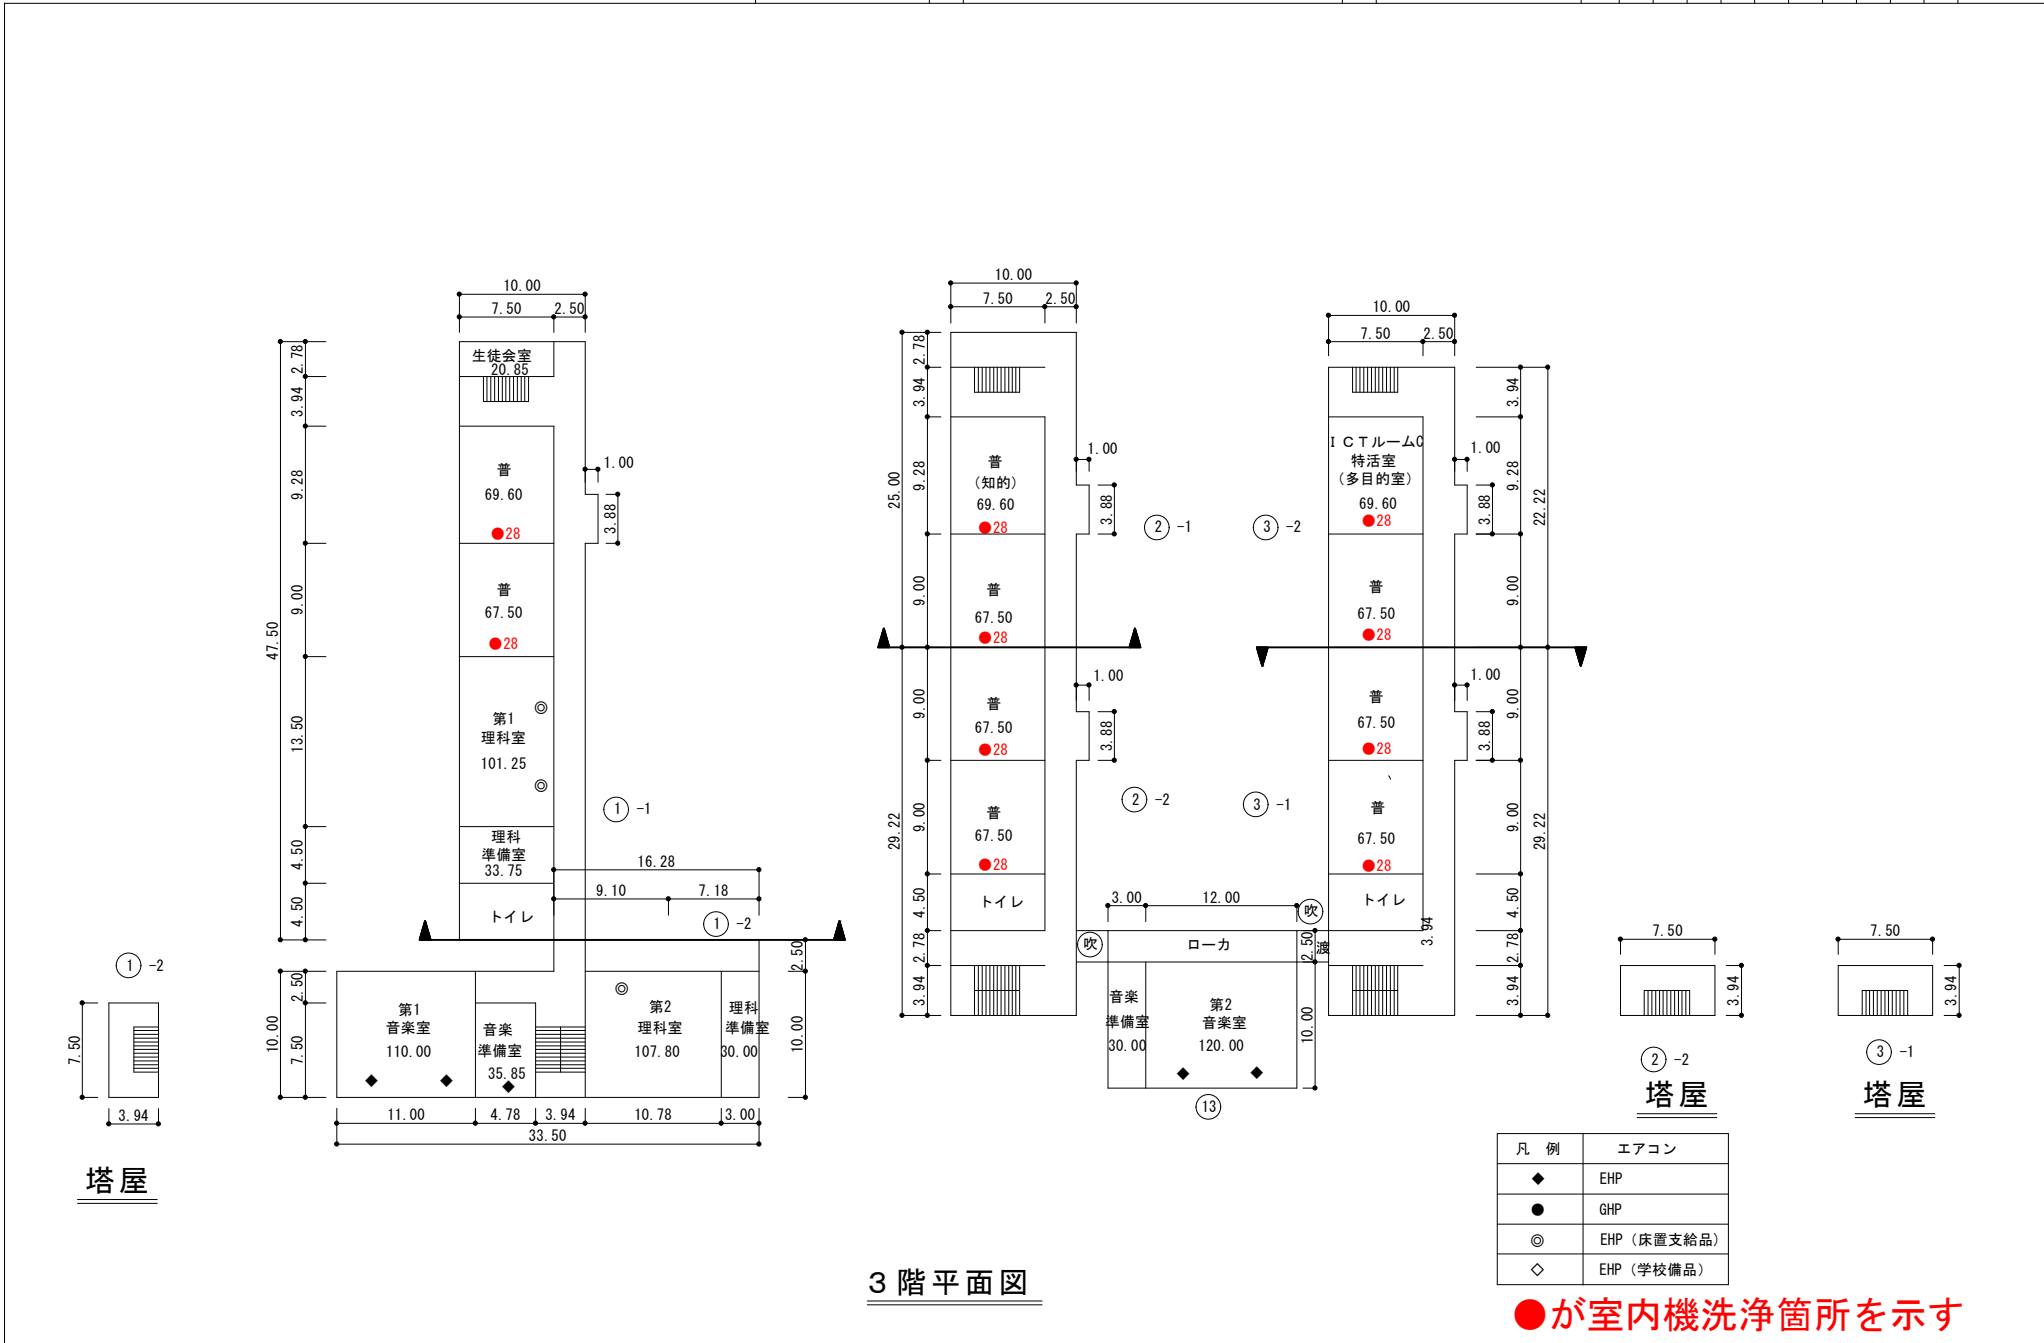 10.00
7.50 2.50
2.78
3.94
9.28
9.00
13.50
4.50
4.50
47.50
生徒会室
20.85
普
69.60
●28
1.00
3.88
普
67.50
●28
第1
理科室
101.25
◎
◎
理科
準備室
33.75
トイレ
① -1
16.28
9.10 7.18
① -2
2.50
10.00
2.50
7.50
10.00
第1
音楽室
110.00
◆ ◆
音楽
準備室
35.85
◆
◎
第2
理科室
107.80
理科
準備室
30.00
11.00 4.78 3.94 10.78 3.00
33.50
① -2
7.50
3.94
塔屋
10.00
7.50 2.50
2.78
3.94
9.28
25.00
9.00
9.00
9.00
29.22
4.50
2.78
3.94
普
(知的)
69.60
●28
1.00
3.88
② -1
普
67.50
●28
普
67.50
●28
1.00
3.88
② -2
普
67.50
●28
トイレ
3.00 12.00
吹
吹
ローカ
2.50
渡
音楽
準備室
30.00
第2
音楽室
120.00
◆ ◆
10.00
⑬
10.00
7.50 2.50
ICTルームC
特活室
(多目的室)
69.60
●28
1.00
3.88
③ -2
普
67.50
●28
普
67.50
●28
1.00
3.88
③ -1
普
67.50
●28
トイレ
3.94
3.94
9.28
22.22
9.00
9.00
9.00
29.22
4.50
2.78
3.94
7.50
3.94
② -2
塔屋
7.50
3.94
③ -1
塔屋
凡 例 エアコン
◆ EHP
● GHP
◎ EHP(床置支給品)
◇ EHP(学校備品)
3階平面図
●が室内機洗浄箇所を示す